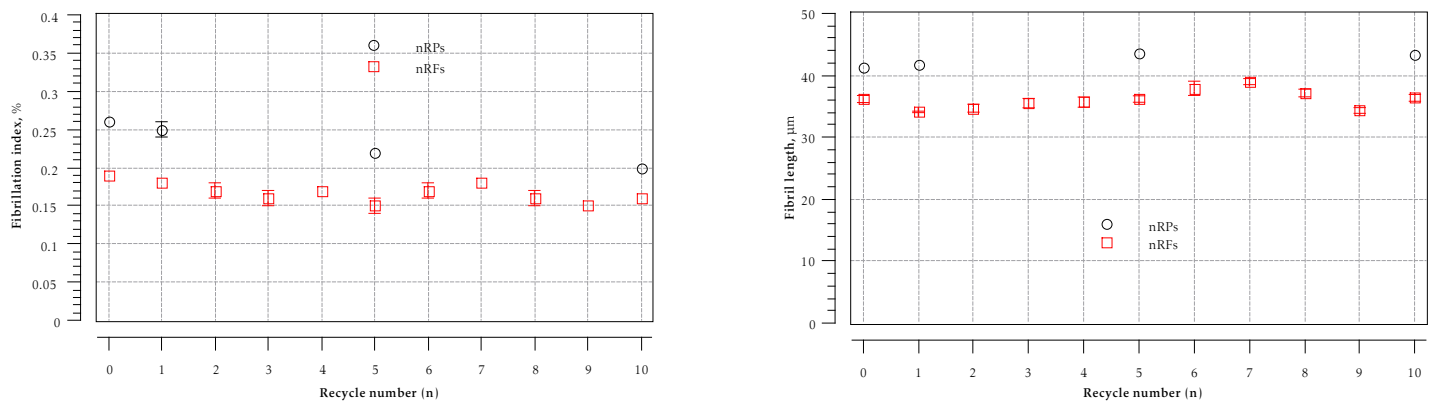 0.4
0.35
0.3
0.25
0.2
0.15
0.1
0.05
0
Fibrillation index, %
nRPs
nRFs
0 1 2 3 4 5 6 7 8 9 10
Recycle number (n)
50
40
30
20
10
0
Fibril length, μm
nRPs
nRFs
0 1 2 3 4 5 6 7 8 9 10
Recycle number (n)